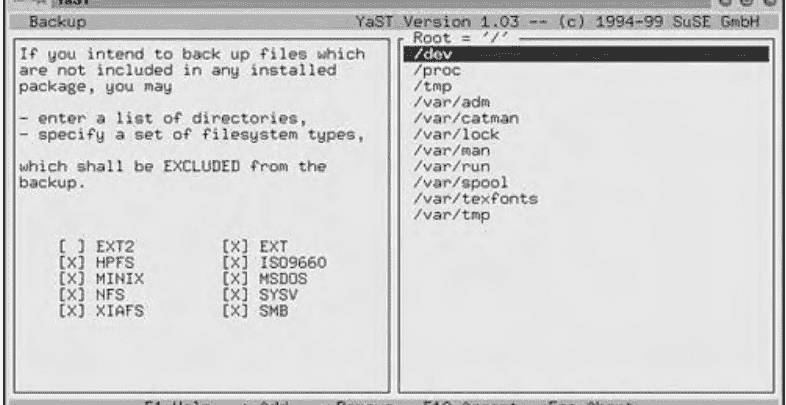 YaST
Backup YaST Version 1.03 -- (c) 1994-99 SuSE GmbH
If you intend to back up files which
are not included in any installed
package, you may
- enter a list of directories,
- specify a set of filesystem types,
which shall be EXCLUDED from the
backup.
[ ] EXT2 [X] EXT
[X] HPFS [X] ISO9660
[X] MINIX [X] MSDOS
[X] NFS [X] SYSV
[X] XIAFS [X] SMB
Root = '/'
/dev
/proc
/tmp
/var/adm
/var/catman
/var/lock
/var/man
/var/run
/var/spool
/var/texfonts
/var/tmp